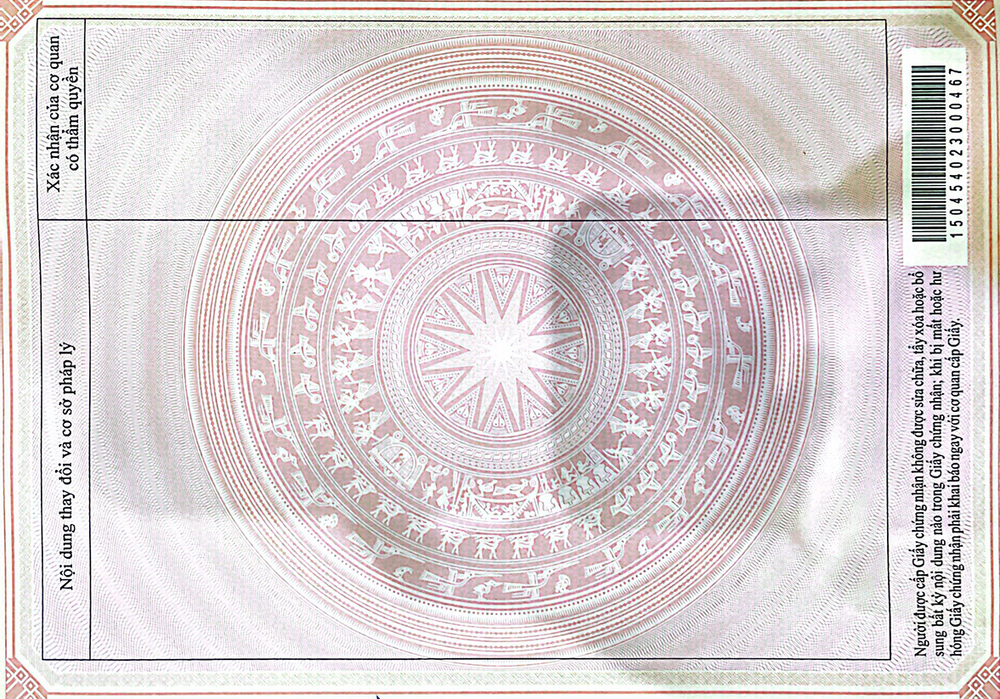 Nội dung thay đổi và cơ sở pháp lý
Xác nhận của cơ quan
có thẩm quyền
Người được cấp Giấy chứng nhận không được sửa chữa, tẩy xóa hoặc bổ
sung bất kỳ nội dung nào trong Giấy chứng nhận; khi bị mất hoặc hư
hỏng Giấy chứng nhận phải khai báo ngay với cơ quan cấp Giấy.
150454023000467